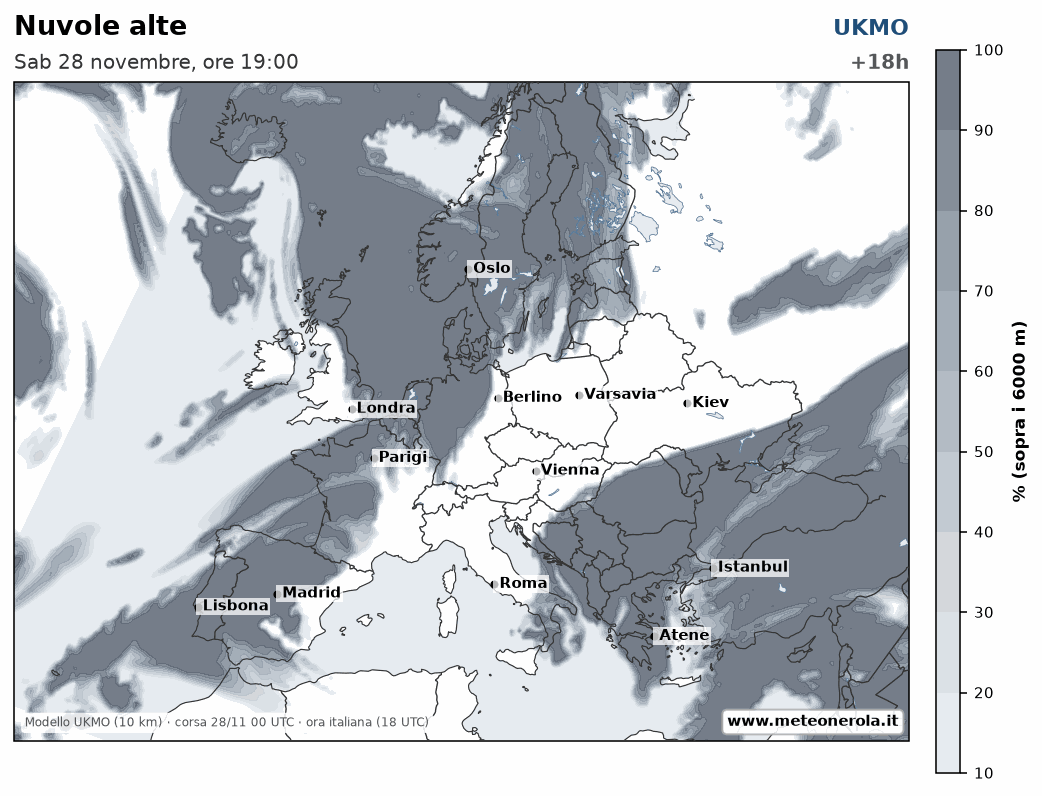 Nuvole alte
UKMO
Sab 28 novembre, ore 19:00
+18h
100
90
80
70
60
50
40
30
20
10
% (sopra i 6000 m)
Oslo
Londra
Berlino
Varsavia
Kiev
Parigi
Vienna
Istanbul
Roma
Madrid
Lisbona
Atene
Modello UKMO (10 km) · corsa 28/11 00 UTC · ora italiana (18 UTC)
www.meteonerola.it